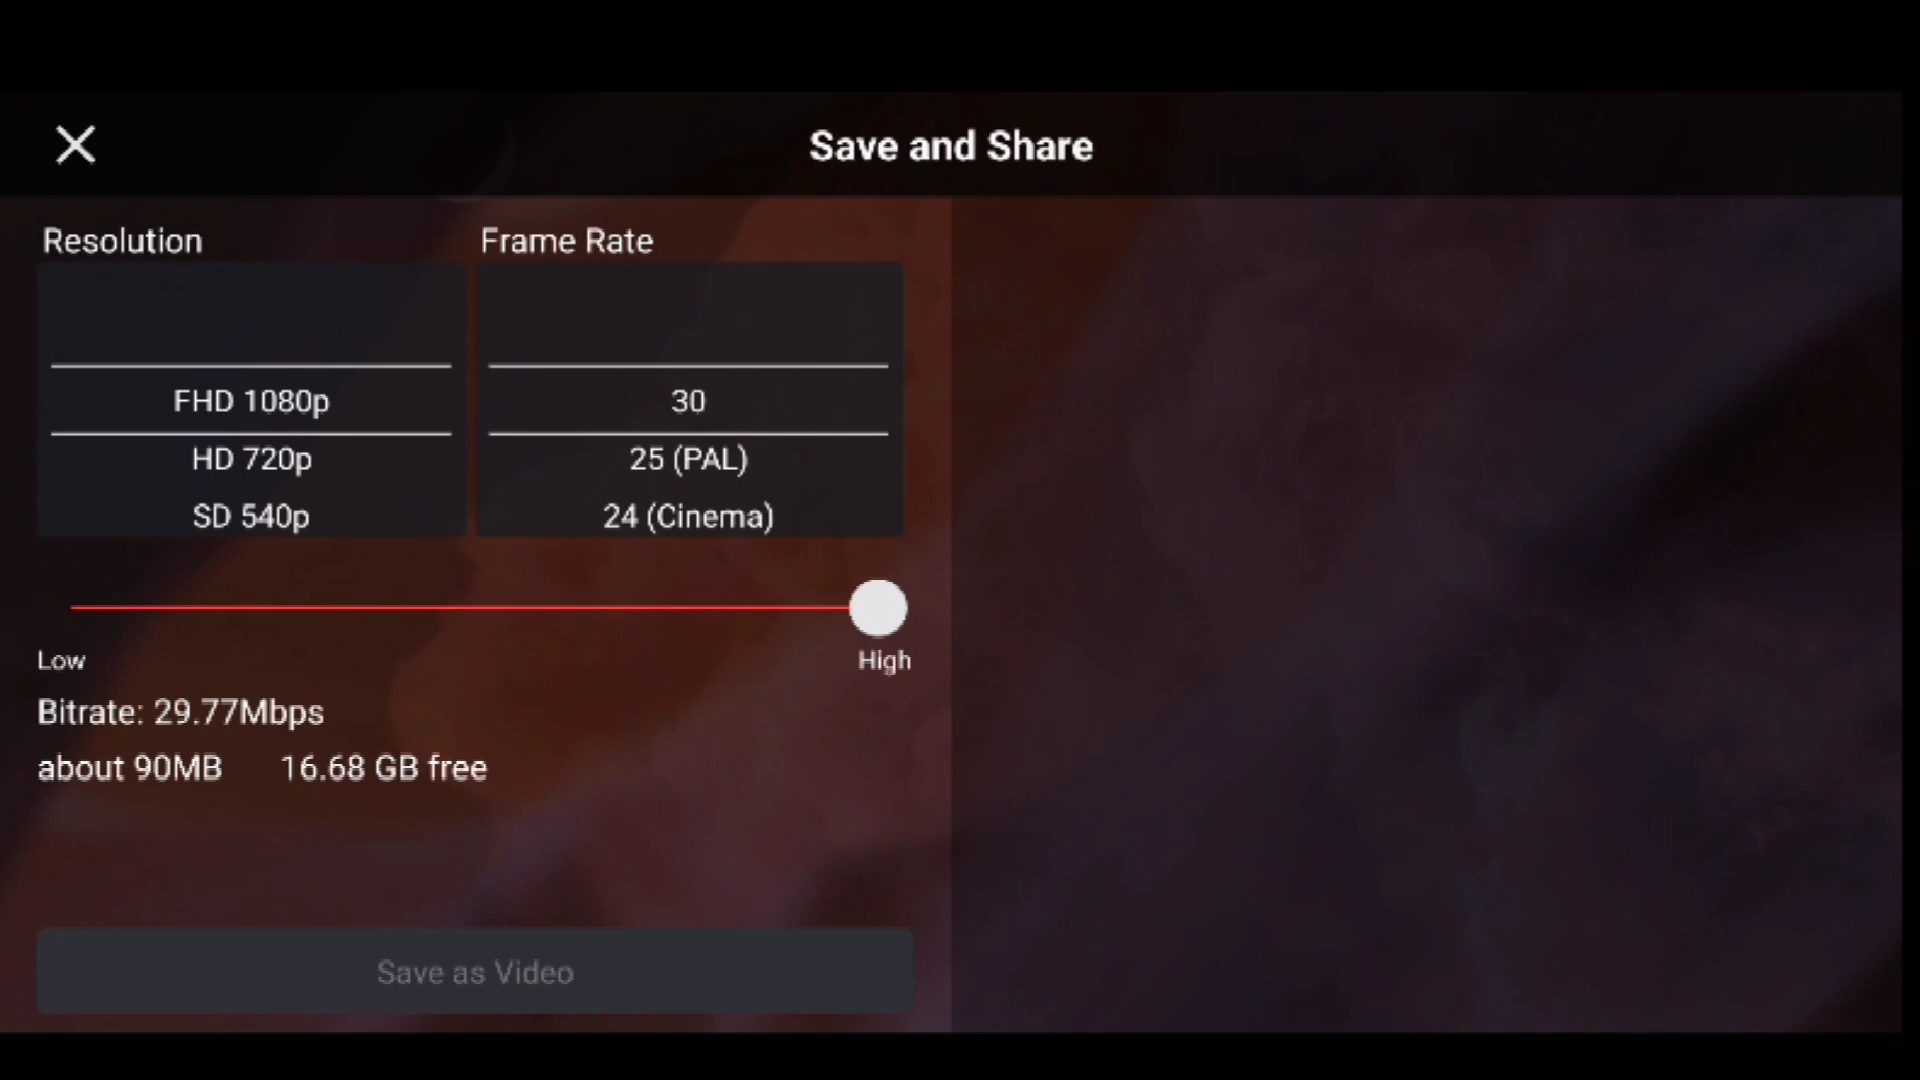 Save and Share
Resolution
Frame Rate
FHD 1080p
HD 720p
SD 540p
30
25 (PAL)
24 (Cinema)
Low
High
Bitrate: 29.77Mbps
about 90MB 16.68 GB free
Save as Video